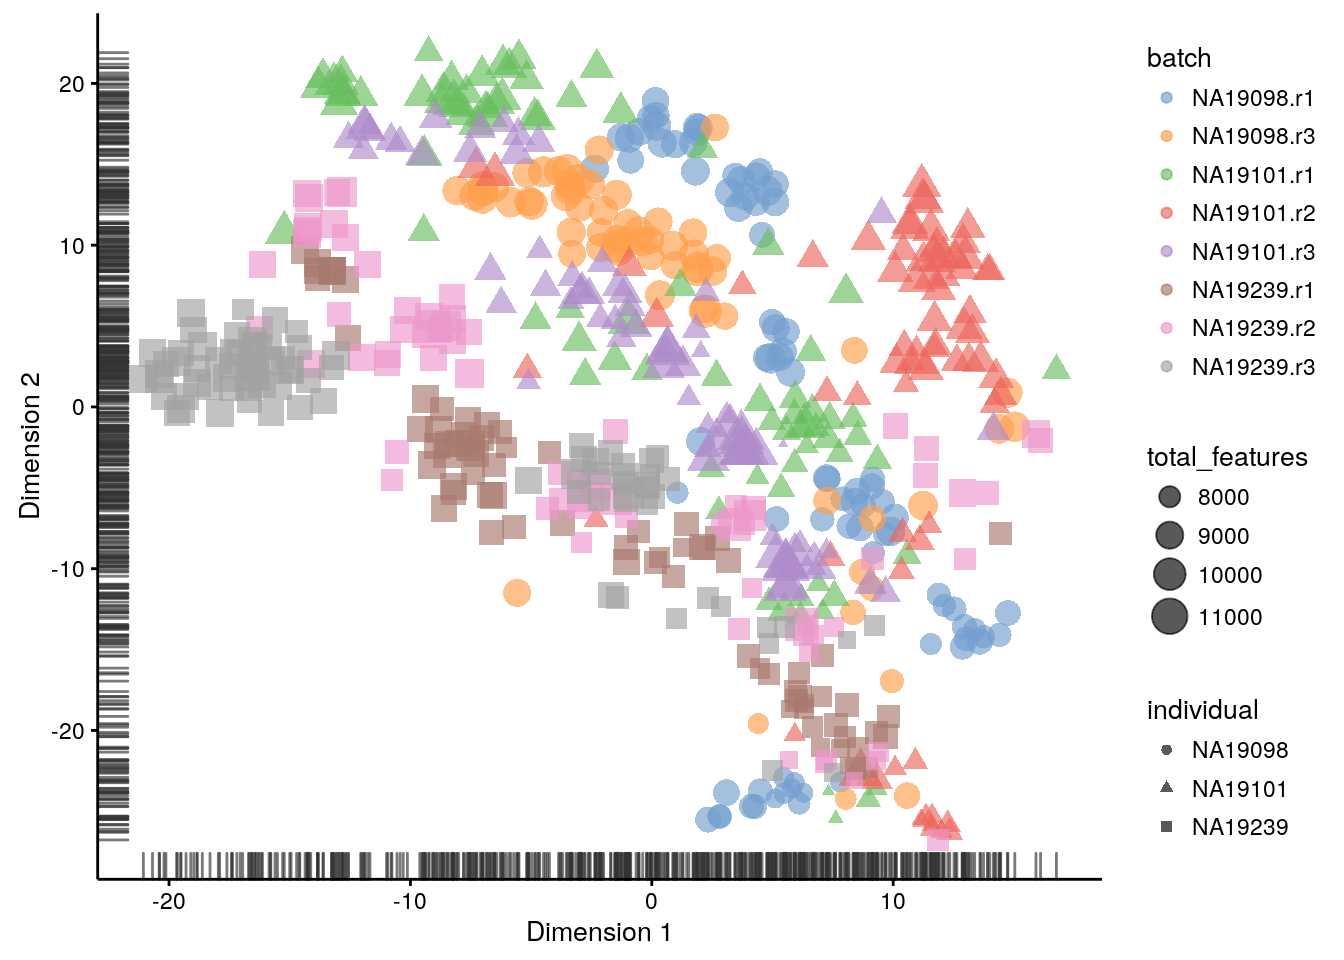 batch
NA19098.r1
NA19098.r3
NA19101.r1
NA19101.r2
NA19101.r3
NA19239.r1
NA19239.r2
NA19239.r3
total_features
8000
9000
10000
11000
individual
NA19098
NA19101
NA19239
Dimension 2
20
10
0
-10
-20
-20
-10
0
10
Dimension 1